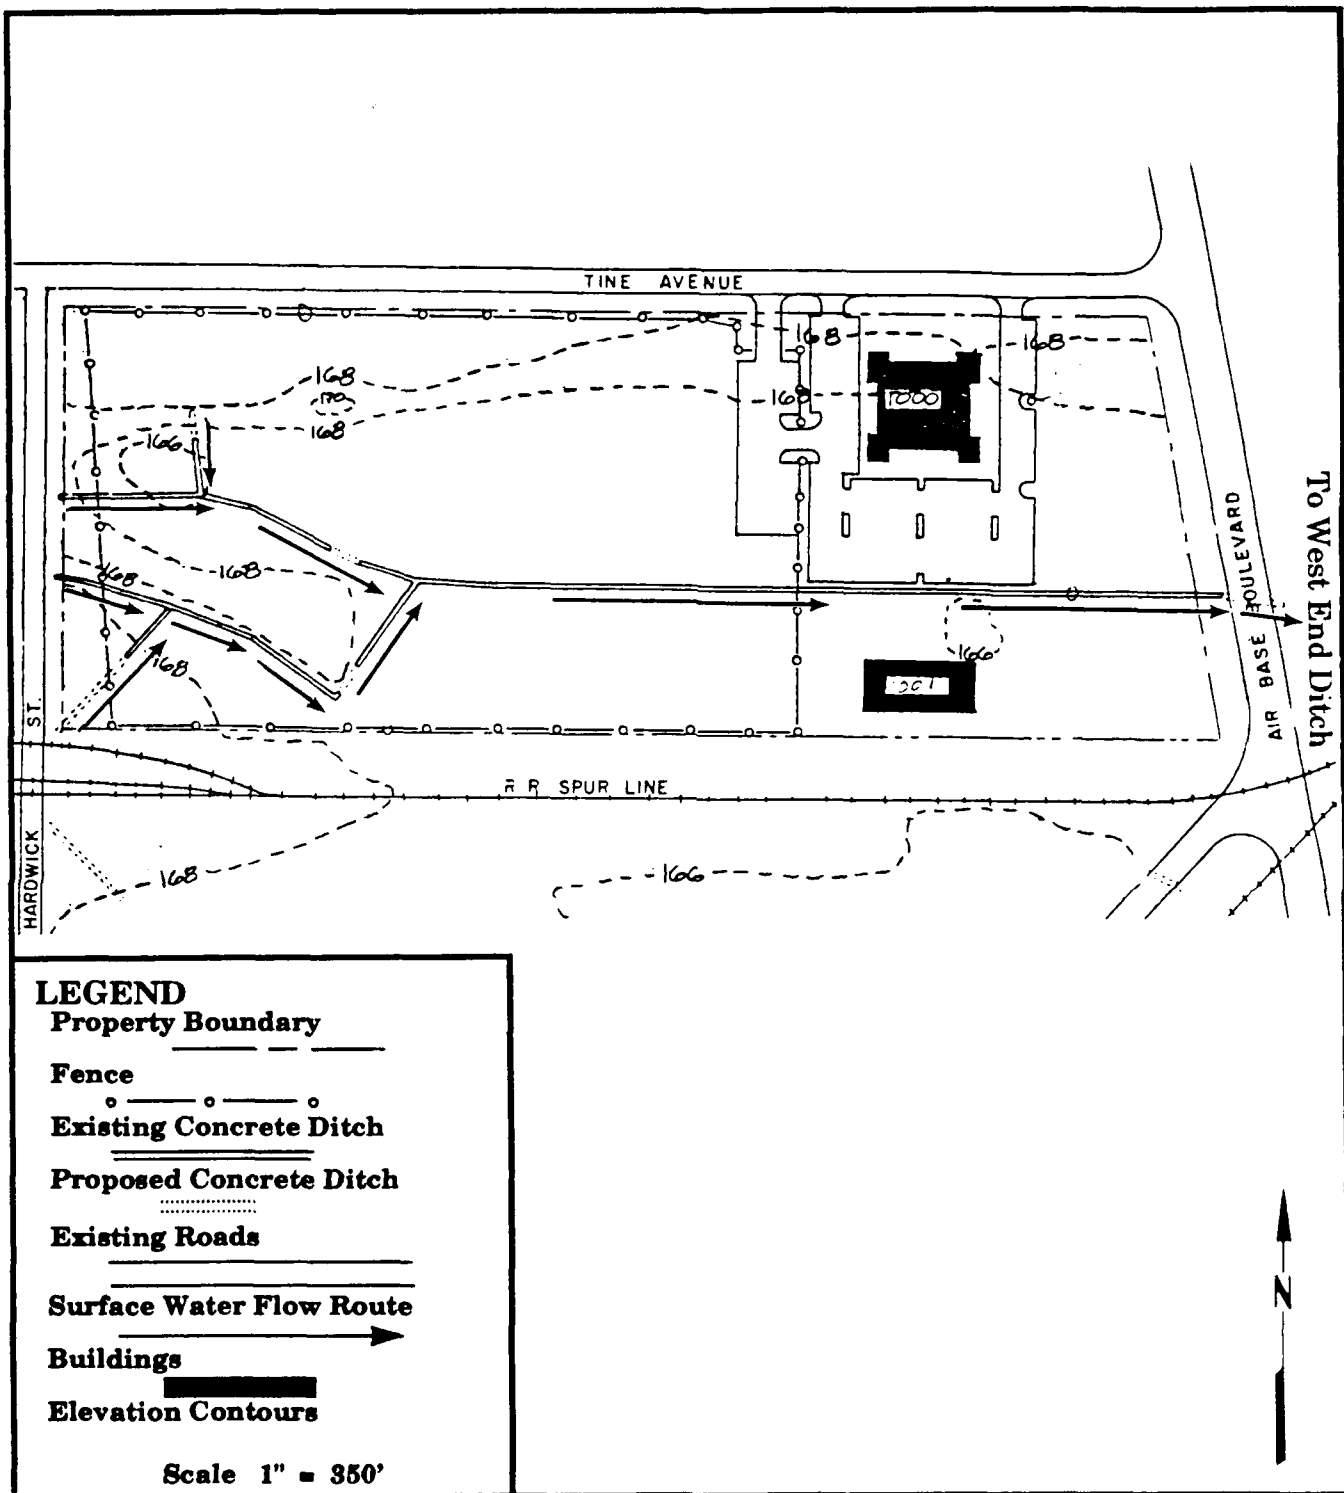 TINE AVENUE
168
168
168
170
168
168
1000
166
168
168
168
166
R R SPUR LINE
168
166
HARDWICK ST.
AIR BASE BOULEVARD
To West End Ditch
LEGEND
Property Boundary
Fence
Existing Concrete Ditch
Proposed Concrete Ditch
Existing Roads
Surface Water Flow Route
Buildings
Elevation Contours
Scale 1" = 350'
N